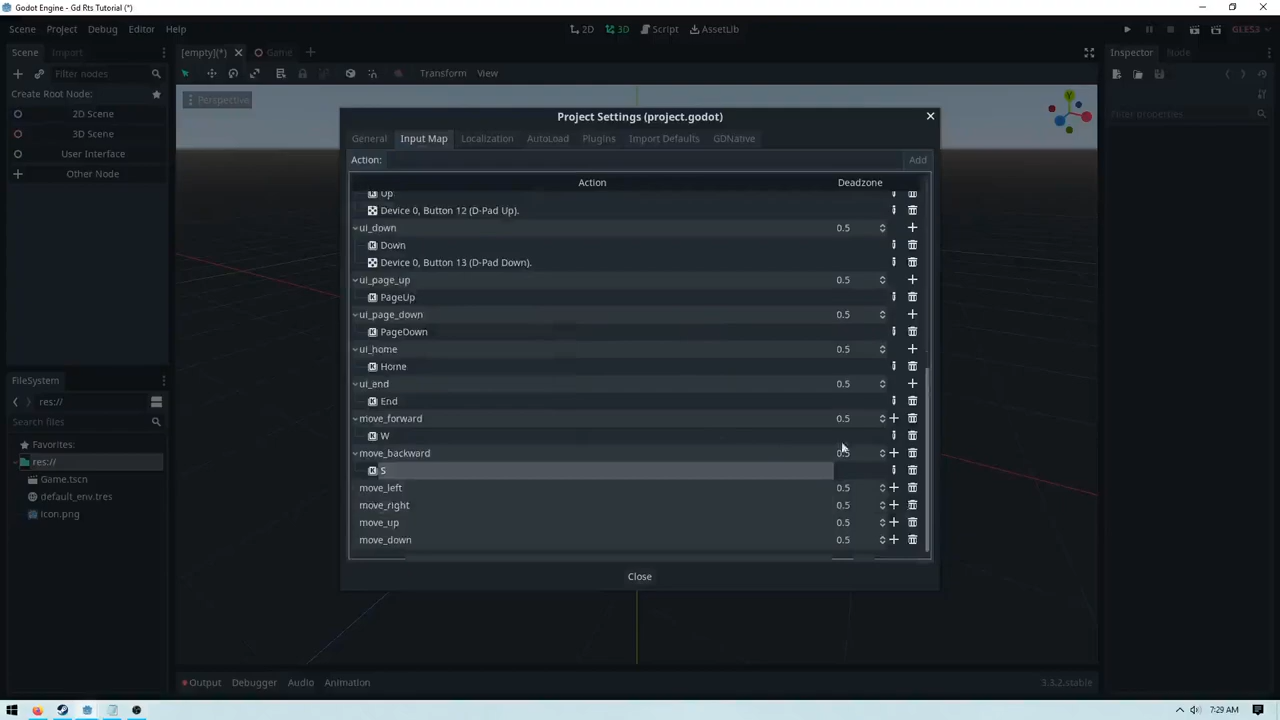 Godot Engine - Gd Rts Tutorial (*)
Scene Project Debug Editor Help
2D 3D Script AssetLib
GLES3
Scene Import
[empty](*) Game
Inspector Node
Filter nodes
Transform View
Create Root Node:
Perspective
Filter properties
2D Scene
3D Scene
User Interface
Other Node
Project Settings (project.godot)
General Input Map Localization AutoLoad Plugins Import Defaults GDNative
Action: Add
Action Deadzone
Up
Device 0, Button 12 (D-Pad Up).
ui_down 0.5
Down
Device 0, Button 13 (D-Pad Down).
ui_page_up 0.5
PageUp
ui_page_down 0.5
PageDown
ui_home 0.5
Home
ui_end 0.5
End
move_forward 0.5
W
move_backward 0.5
S
move_left 0.5
move_right 0.5
move_up 0.5
move_down 0.5
Close
FileSystem
res://
Search files
Favorites:
res://
Game.tscn
default_env.tres
icon.png
Output Debugger Audio Animation
3.3.2.stable
7:29 AM